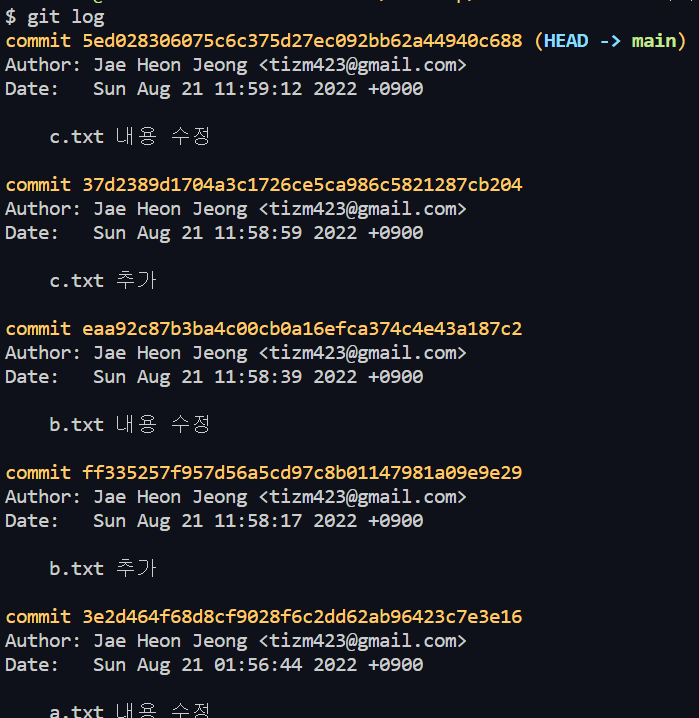 $ git log
commit 5ed028306075c6c375d27ec092bb62a44940c688 (HEAD -> main)
Author: Jae Heon Jeong <tizm423@gmail.com>
Date:   Sun Aug 21 11:59:12 2022 +0900
c.txt 내용 수정
commit 37d2389d1704a3c1726ce5ca986c5821287cb204
Author: Jae Heon Jeong <tizm423@gmail.com>
Date:   Sun Aug 21 11:58:59 2022 +0900
c.txt 추가
commit eaa92c87b3ba4c00cb0a16efca374c4e43a187c2
Author: Jae Heon Jeong <tizm423@gmail.com>
Date:   Sun Aug 21 11:58:39 2022 +0900
b.txt 내용 수정
commit ff335257f957d56a5cd97c8b01147981a09e9e29
Author: Jae Heon Jeong <tizm423@gmail.com>
Date:   Sun Aug 21 11:58:17 2022 +0900
b.txt 추가
commit 3e2d464f68d8cf9028f6c2dd62ab96423c7e3e16
Author: Jae Heon Jeong <tizm423@gmail.com>
Date:   Sun Aug 21 01:56:44 2022 +0900
a.txt 내용 수정